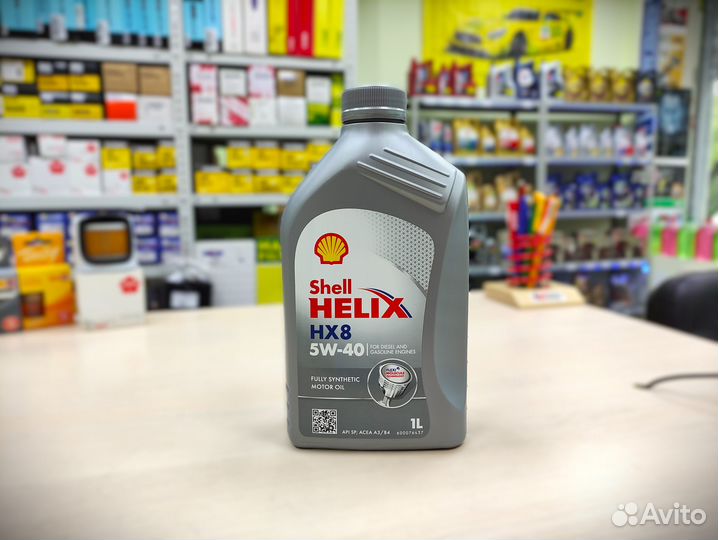 Shell
HELIX
HX8
5W-40
FOR DIESEL AND
GASOLINE ENGINES
FULLY SYNTHETIC
MOTOR OIL
1L
API SP, ACEA A3/B4
Avito